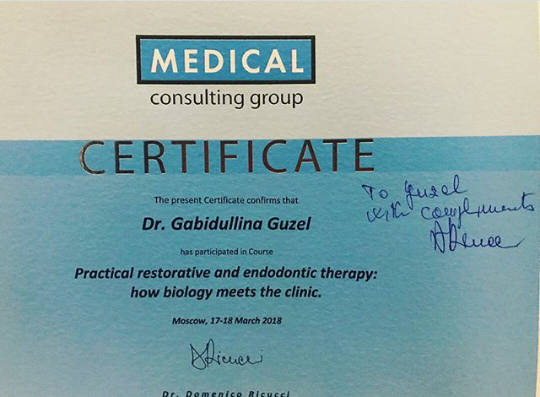 MEDICAL
consulting group
CERTIFICATE
The present Certificate confirms that
Dr. Gabidullina Guzel
has participated in Course
Practical restorative and endodontic therapy:
how biology meets the clinic.
Moscow, 17-18 March 2018
To Guzel
with compliments
Dr. Domenico Ricucci